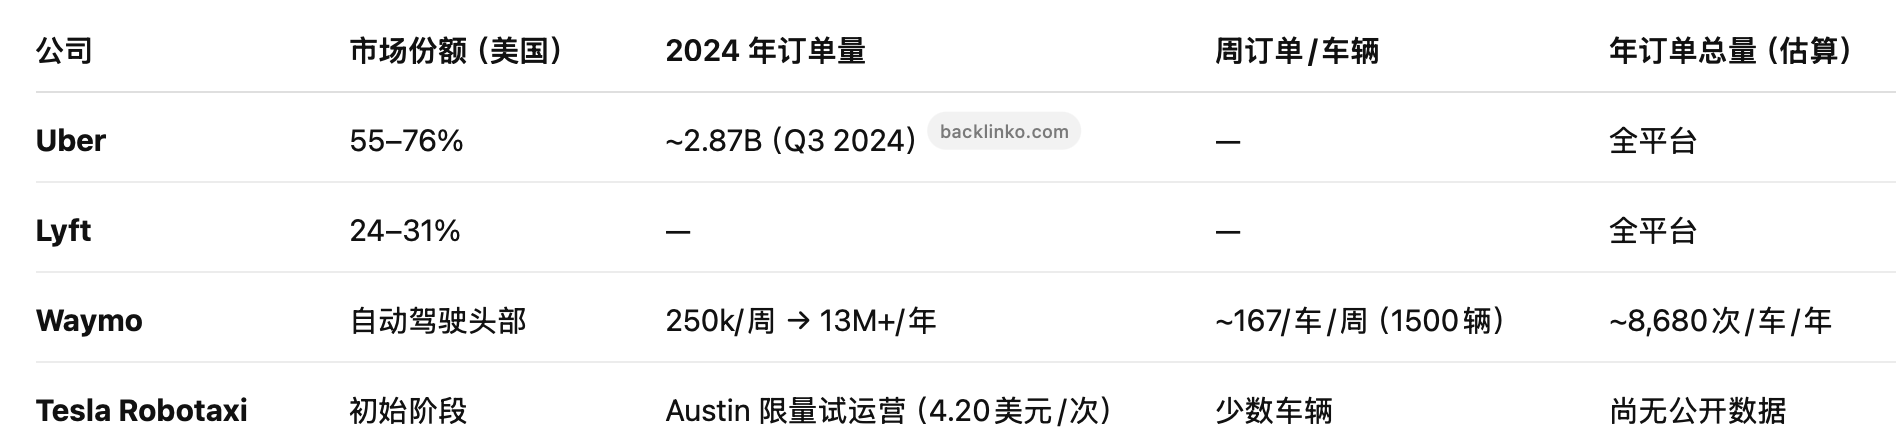 公司 市场份额（美国） 2024 年订单量 周订单/车辆 年订单总量（估算）
Uber 55–76% ~2.87B（Q3 2024） backlinko.com — 全平台
Lyft 24–31% — — 全平台
Waymo 自动驾驶头部 250k/周 → 13M+/年 ~167/车/周（1500辆） ~8,680次/车/年
Tesla Robotaxi 初始阶段 Austin 限量试运营（4.20美元/次） 少数车辆 尚无公开数据